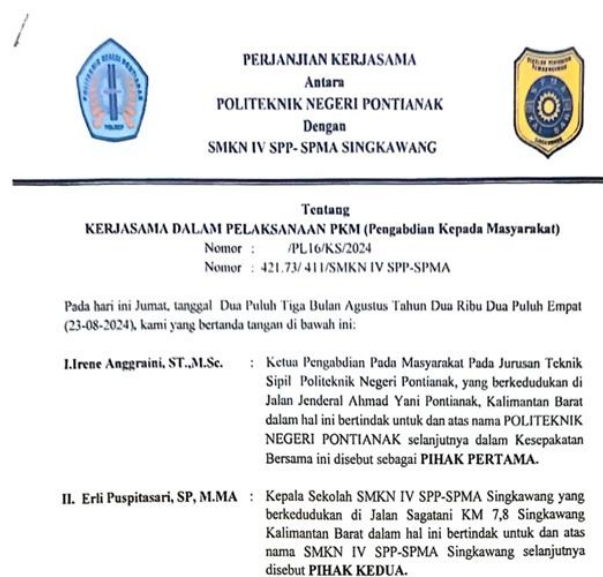 PERJANJIAN KERJASAMA
Antara
POLITEKNIK NEGERI PONTIANAK
Dengan
SMKN IV SPP- SPMA SINGKAWANG
Tentang
KERJASAMA DALAM PELAKSANAAN PKM (Pengabdian Kepada Masyarakat)
Nomor : /PL16/KS/2024
Nomor : 421.73/ 411/SMKN IV SPP-SPMA
Pada hari ini Jumat, tanggal Dua Puluh Tiga Bulan Agustus Tahun Dua Ribu Dua Puluh Empat
(23-08-2024), kami yang bertanda tangan di bawah ini:
I.Irene Anggraini, ST.,M.Sc. : Ketua Pengabdian Pada Masyarakat Pada Jurusan Teknik
Sipil Politeknik Negeri Pontianak, yang berkedudukan di
Jalan Jenderal Ahmad Yani Pontianak, Kalimantan Barat
dalam hal ini bertindak untuk dan atas nama POLITEKNIK
NEGERI PONTIANAK selanjutnya dalam Kesepakatan
Bersama ini disebut sebagai PIHAK PERTAMA.
II. Erli Puspitasari, SP, M.MA : Kepala Sekolah SMKN IV SPP-SPMA Singkawang yang
berkedudukan di Jalan Sagatani KM 7,8 Singkawang
Kalimantan Barat dalam hal ini bertindak untuk dan atas
nama SMKN IV SPP-SPMA Singkawang selanjutnya
disebut PIHAK KEDUA.